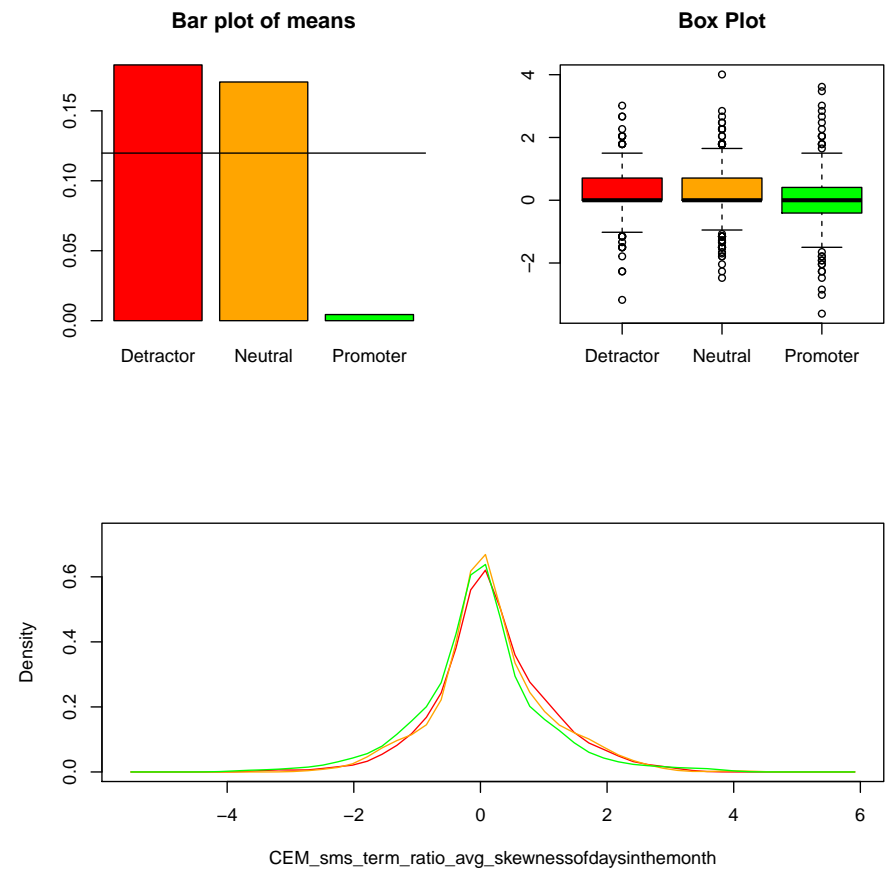 Bar plot of means
0.00 0.05 0.10 0.15
Detractor Neutral Promoter
Box Plot
−2 0 2 4
Detractor Neutral Promoter
Density
0.0 0.2 0.4 0.6
−4 −2 0 2 4 6
CEM_sms_term_ratio_avg_skewnessofdaysinthemonth